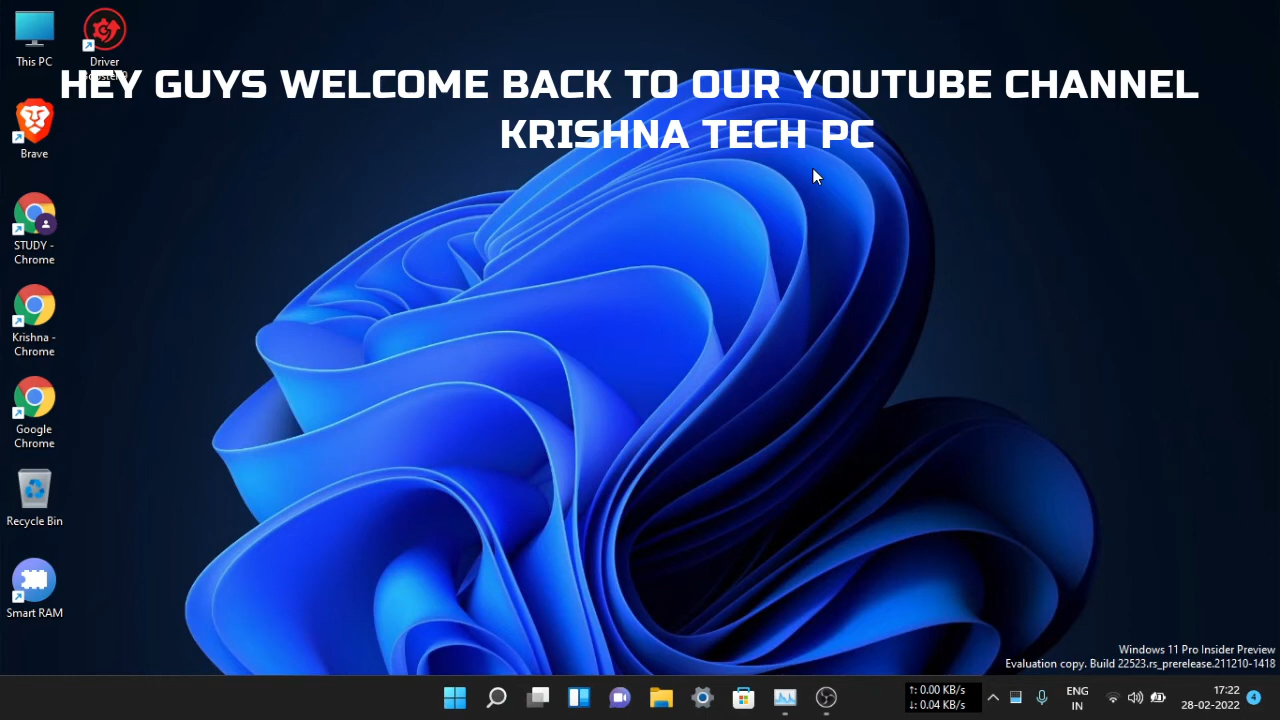 This PC
Driver
Booster 9
HEY GUYS WELCOME BACK TO OUR YOUTUBE CHANNEL
KRISHNA TECH PC
Brave
STUDY -
Chrome
Krishna -
Chrome
Google
Chrome
Recycle Bin
Smart RAM
Windows 11 Pro Insider Preview
Evaluation copy. Build 22523.rs_prerelease.211210-1418
↑: 0.00 KB/s
↓: 0.04 KB/s
ENG
IN
17:22
28-02-2022
4